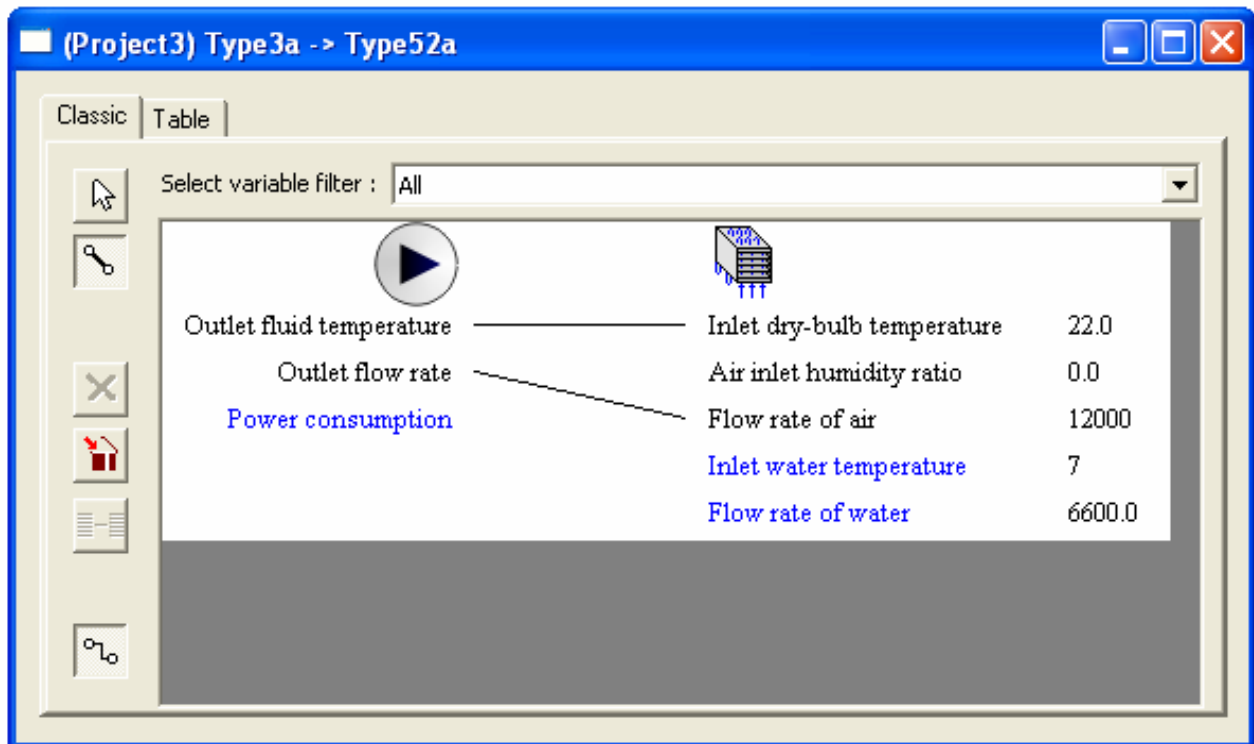 (Project3) Type3a -> Type52a
Classic Table
Select variable filter : All
Outlet fluid temperature Inlet dry-bulb temperature 22.0
Outlet flow rate Air inlet humidity ratio 0.0
Power consumption Flow rate of air 12000
Inlet water temperature 7
Flow rate of water 6600.0